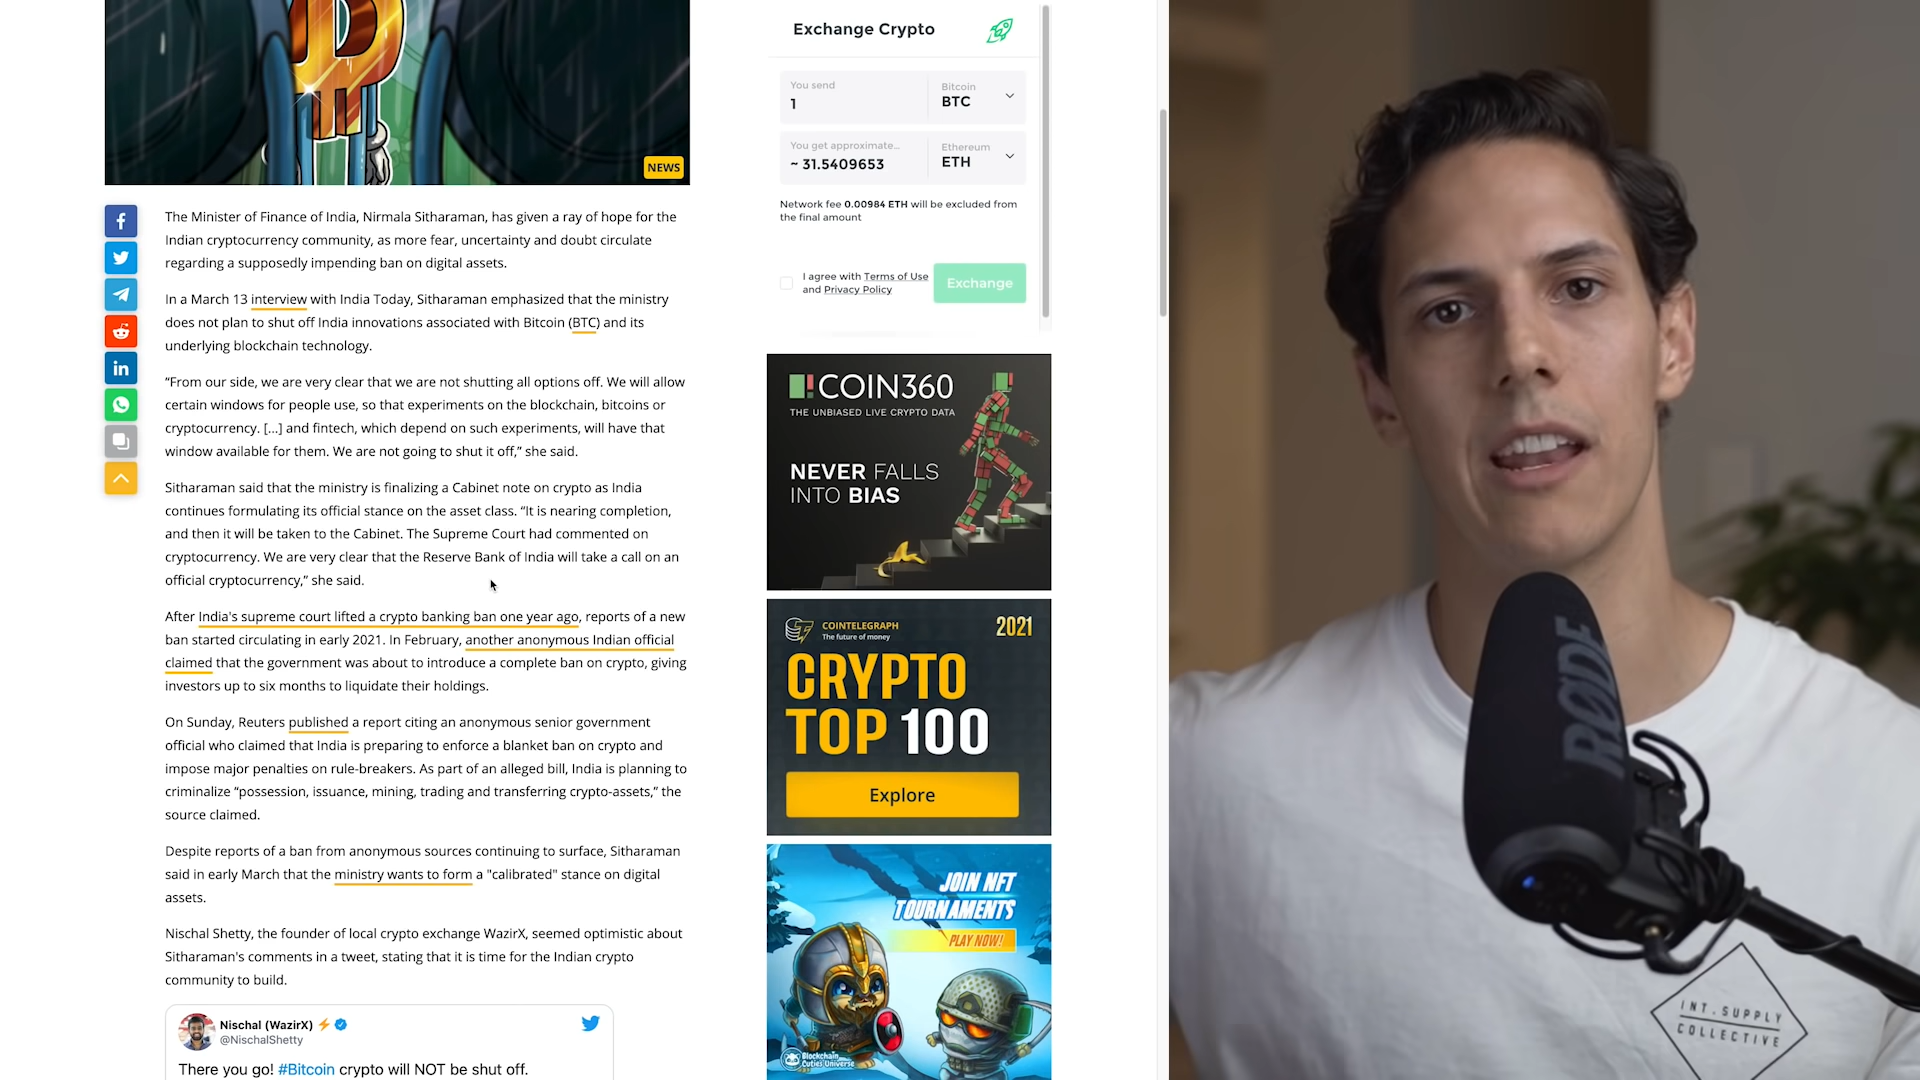 NEWS
The Minister of Finance of India, Nirmala Sitharaman, has given a ray of hope for the
Indian cryptocurrency community, as more fear, uncertainty and doubt circulate
regarding a supposedly impending ban on digital assets.
In a March 13 interview with India Today, Sitharaman emphasized that the ministry
does not plan to shut off India innovations associated with Bitcoin (BTC) and its
underlying blockchain technology.
“From our side, we are very clear that we are not shutting all options off. We will allow
certain windows for people use, so that experiments on the blockchain, bitcoins or
cryptocurrency. [...] and fintech, which depend on such experiments, will have that
window available for them. We are not going to shut it off,” she said.
Sitharaman said that the ministry is finalizing a Cabinet note on crypto as India
continues formulating its official stance on the asset class. “It is nearing completion,
and then it will be taken to the Cabinet. The Supreme Court had commented on
cryptocurrency. We are very clear that the Reserve Bank of India will take a call on an
official cryptocurrency,” she said.
After India's supreme court lifted a crypto banking ban one year ago, reports of a new
ban started circulating in early 2021. In February, another anonymous Indian official
claimed that the government was about to introduce a complete ban on crypto, giving
investors up to six months to liquidate their holdings.
On Sunday, Reuters published a report citing an anonymous senior government
official who claimed that India is preparing to enforce a blanket ban on crypto and
impose major penalties on rule-breakers. As part of an alleged bill, India is planning to
criminalize “possession, issuance, mining, trading and transferring crypto-assets,” the
source claimed.
Despite reports of a ban from anonymous sources continuing to surface, Sitharaman
said in early March that the ministry wants to form a "calibrated" stance on digital
assets.
Nischal Shetty, the founder of local crypto exchange WazirX, seemed optimistic about
Sitharaman's comments in a tweet, stating that it is time for the Indian crypto
community to build.
Nischal (WazirX)
@NischalShetty
There you go! #Bitcoin crypto will NOT be shut off.
Exchange Crypto
You send
1
Bitcoin
BTC
You get approximate...
~ 31.5409653
Ethereum
ETH
Network fee 0.00984 ETH will be excluded from
the final amount
I agree with Terms of Use
and Privacy Policy
Exchange
COIN360
THE UNBIASED LIVE CRYPTO DATA
NEVER FALLS
INTO BIAS
COINTELEGRAPH
The future of money
2021
CRYPTO
TOP 100
Explore
JOIN NFT
TOURNAMENTS
PLAY NOW!
Blockchain
Cuties Universe
RØDE
INT. SUPPLY
COLLECTIVE